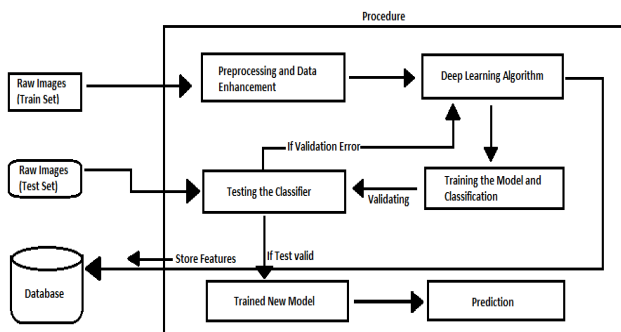 Procedure
Raw Images
(Train Set)
Preprocessing and Data
Enhancement
Deep Learning Algorithm
If Validation Error
Raw Images
(Test Set)
Testing the Classifier
Validating
Training the Model and
Classification
Store Features
If Test valid
Database
Trained New Model
Prediction